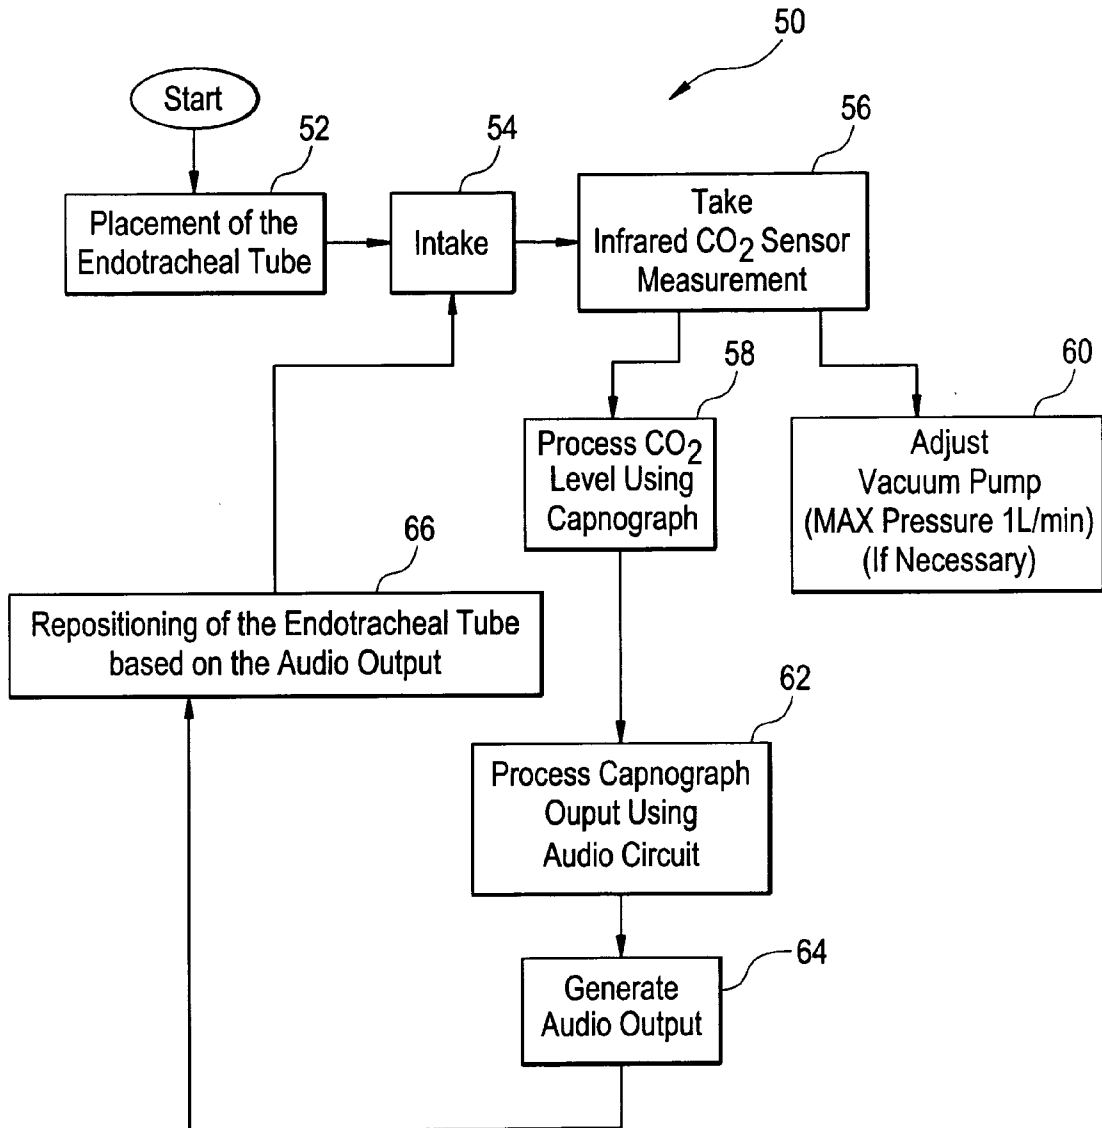 50
Start
52
Placement of the
Endotracheal Tube
54
Intake
56
Take
Infrared CO2 Sensor
Measurement
58
Process CO2
Level Using
Capnograph
60
Adjust
Vacuum Pump
(MAX Pressure 1L/min)
(If Necessary)
66
Repositioning of the Endotracheal Tube
based on the Audio Output
62
Process Capnograph
Ouput Using
Audio Circuit
64
Generate
Audio Output